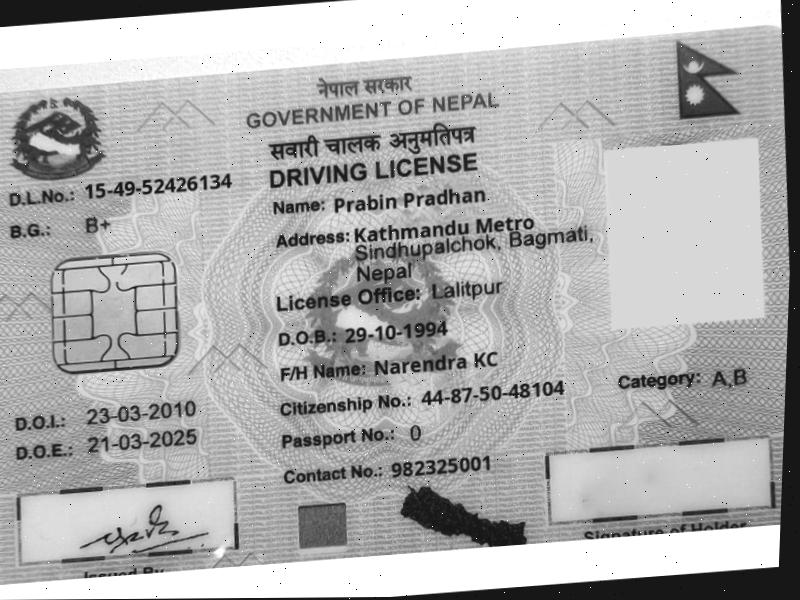 नेपाल सरकार
GOVERNMENT OF NEPAL
सवारी चालक अनुमतिपत्र
DRIVING LICENSE
D.L.No.: 15-49-52426134
B.G.: B+
Name: Prabin Pradhan
Address: Kathmandu Metro
Sindhupalchok, Bagmati,
Nepal
License Office: Lalitpur
D.O.B.: 29-10-1994
F/H Name: Narendra KC
Citizenship No.: 44-87-50-48104
Category: A,B
D.O.I.: 23-03-2010
D.O.E.: 21-03-2025
Passport No.: 0
Contact No.: 982325001
Issued By
Signature of Holder